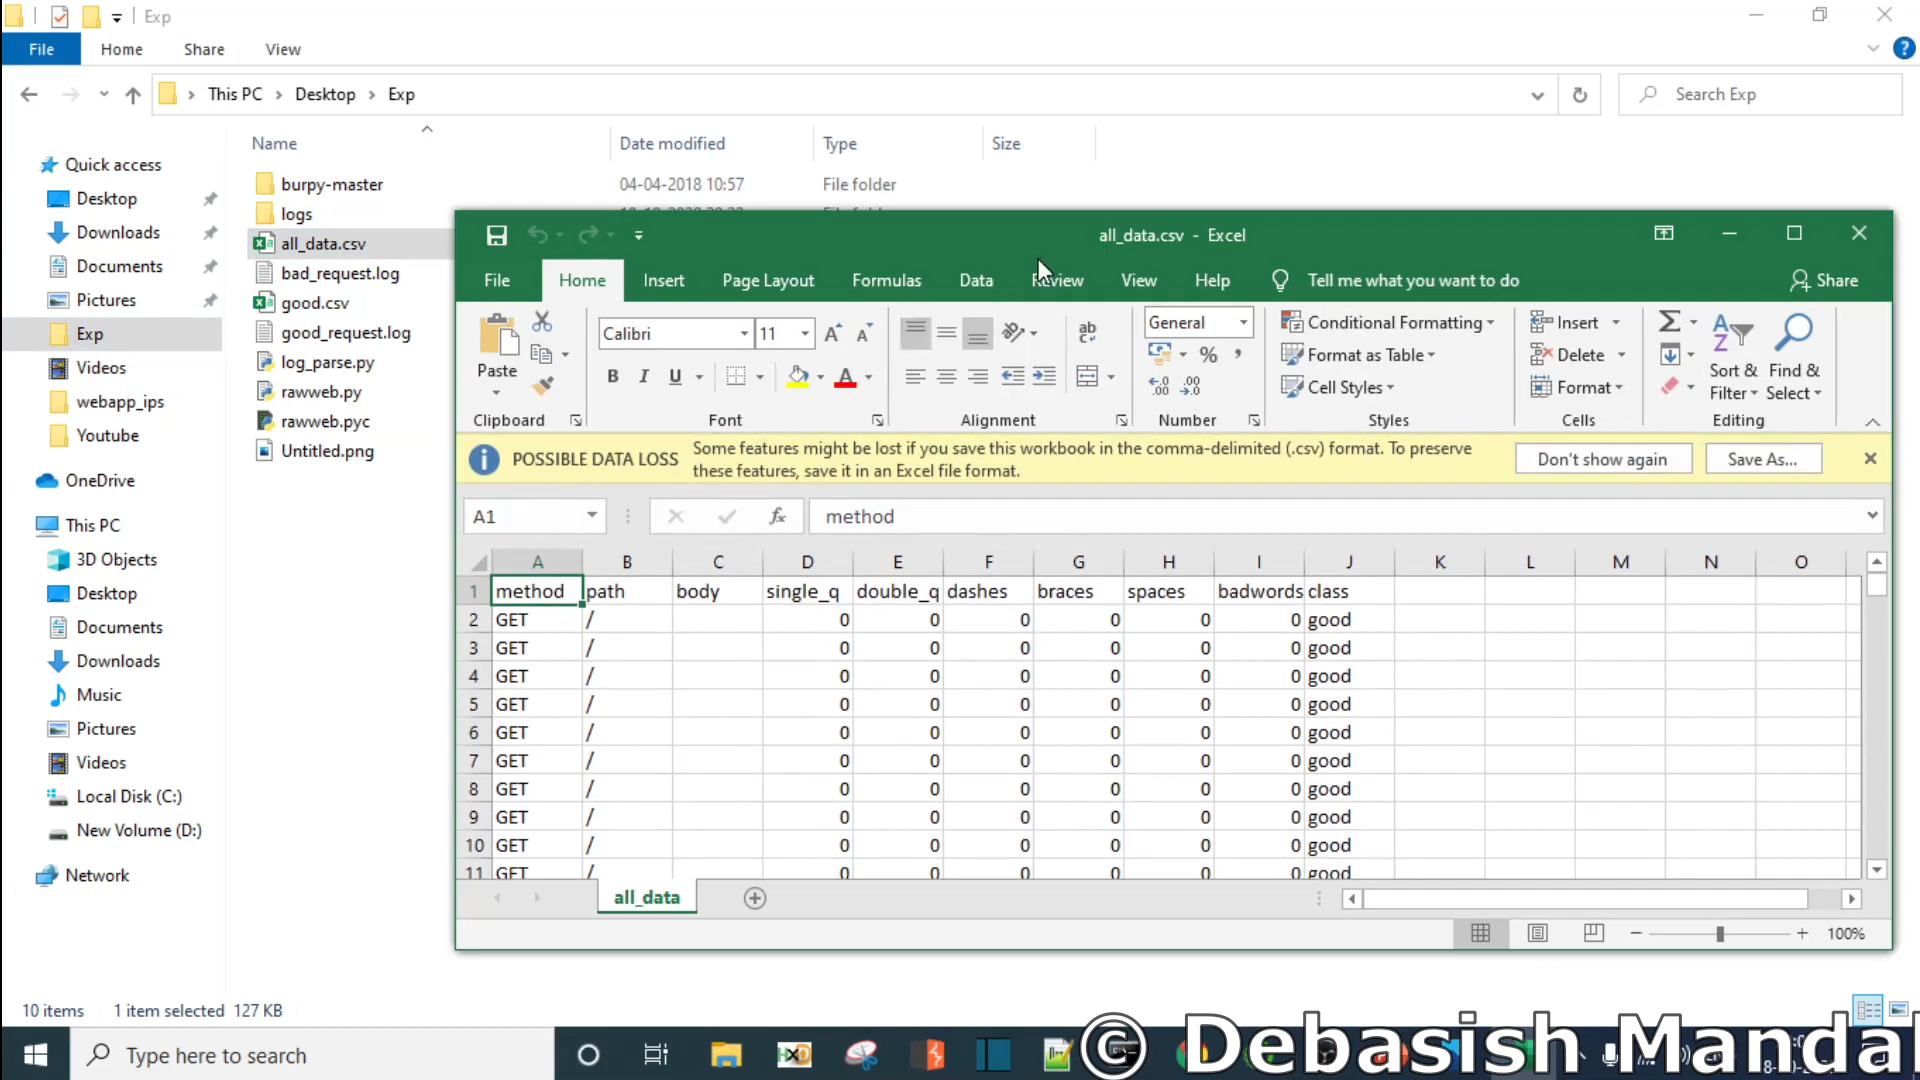 Exp
File Home Share View
This PC Desktop Exp
Search Exp
Name Date modified Type Size
Quick access
Desktop
Downloads
Documents
Pictures
Exp
Videos
webapp_ips
Youtube
OneDrive
This PC
3D Objects
Desktop
Documents
Downloads
Music
Pictures
Videos
Local Disk (C:)
New Volume (D:)
Network
burpy-master 04-04-2018 10:57 File folder
logs
all_data.csv
bad_request.log
good.csv
good_request.log
log_parse.py
rawweb.py
rawweb.pyc
Untitled.png
all_data.csv - Excel
File Home Insert Page Layout Formulas Data Review View Help Tell me what you want to do Share
Paste
Calibri 11
B I U A
ab
General
% ,
Conditional Formatting
Format as Table
Cell Styles
Insert
Delete
Format
Sort & Filter
Find & Select
Clipboard Font Alignment Number Styles Cells Editing
POSSIBLE DATA LOSS Some features might be lost if you save this workbook in the comma-delimited (.csv) format. To preserve
these features, save it in an Excel file format.
Don't show again Save As...
A1 fx method
A B C D E F G H I J K L M N O
1 method path body single_q double_q dashes braces spaces badwords class
2 GET / 0 0 0 0 0 0 good
3 GET / 0 0 0 0 0 0 good
4 GET / 0 0 0 0 0 0 good
5 GET / 0 0 0 0 0 0 good
6 GET / 0 0 0 0 0 0 good
7 GET / 0 0 0 0 0 0 good
8 GET / 0 0 0 0 0 0 good
9 GET / 0 0 0 0 0 0 good
10 GET / 0 0 0 0 0 0 good
11 GET / 0 0 0 0 0 0 good
all_data
100%
10 items 1 item selected 127 KB
Type here to search
© Debasish Mandal